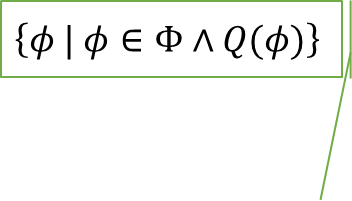 {𝜙 | 𝜙 ∈ Φ ∧ 𝑄(𝜙)}